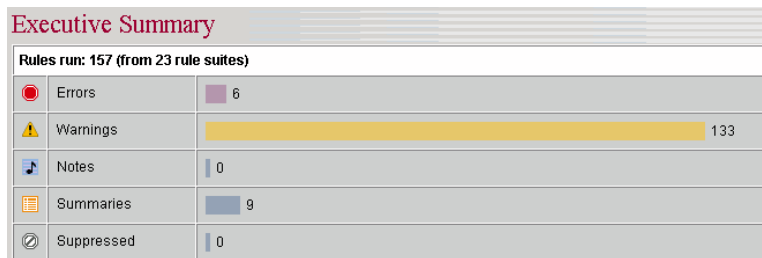 Executive Summary
Rules run: 157 (from 23 rule suites)
Errors 6
Warnings 133
Notes 0
Summaries 9
Suppressed 0